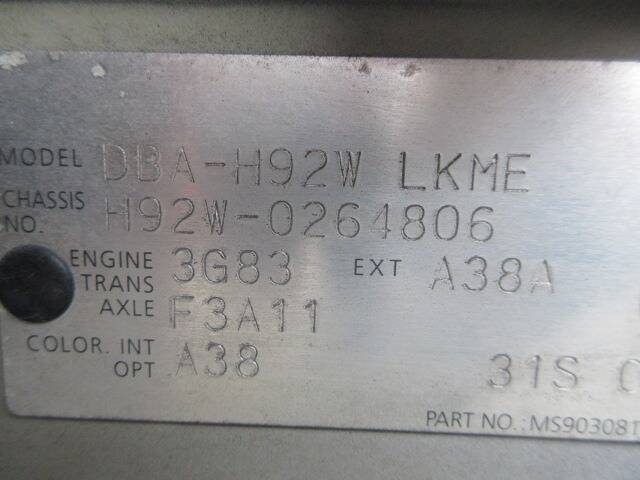 MODEL DBA-H92W LKME
CHASSIS NO. H92W-0264806
ENGINE 3G83 EXT A38A
TRANS AXLE F3A11
COLOR. INT OPT A38
31S
PART NO.:MS903081